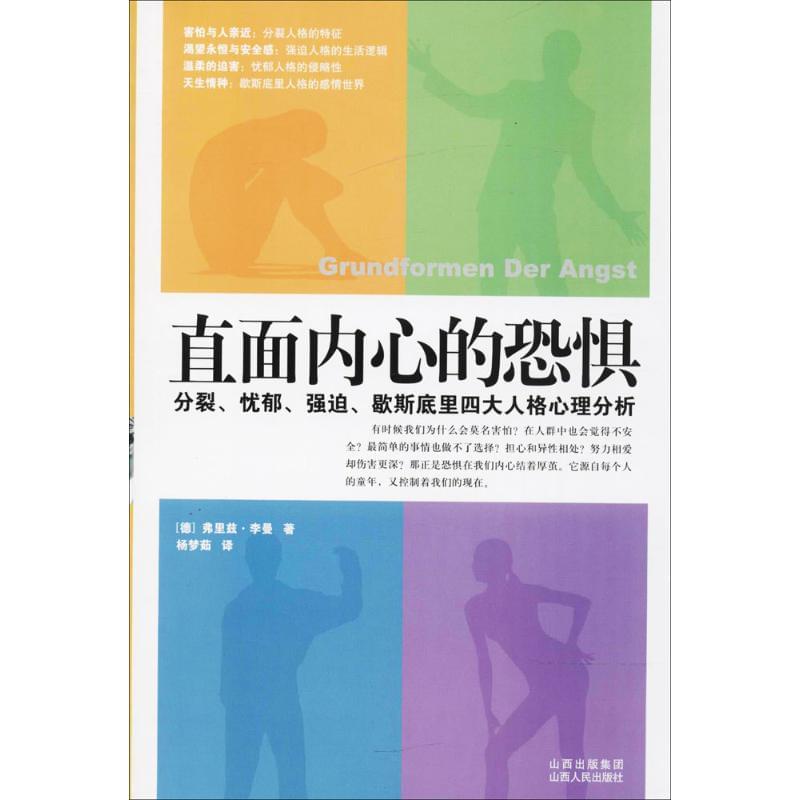 害怕与人亲近：分裂人格的特征
渴望永恒与安全感：强迫人格的生活逻辑
温柔的迫害：忧郁人格的侵略性
天生情种：歇斯底里人格的感情世界
Grundformen Der Angst
直面内心的恐惧
分裂、忧郁、强迫、歇斯底里四大人格心理分析
有时候我们为什么会莫名害怕？在人群中也会觉得不安
全？最简单的事情也做不了选择？担心和异性相处？努力相爱
却伤害更深？那正是恐惧在我们内心结着厚茧。它源自每个人
的童年，又控制着我们的现在。
[德] 弗里兹·李曼 著
杨梦茹 译
山西出版集团
山西人民出版社